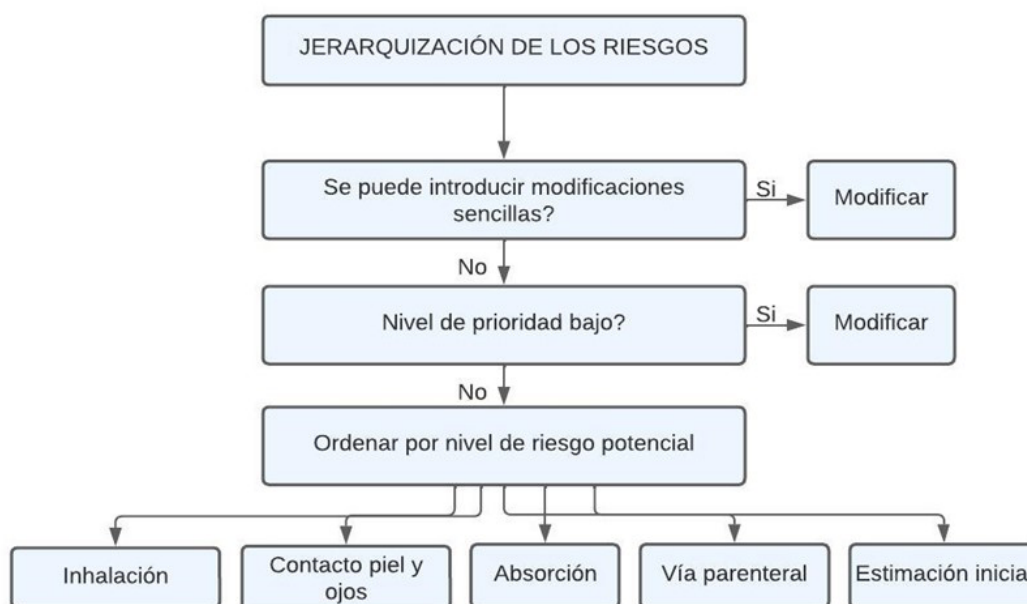 JERARQUIZACIÓN DE LOS RIESGOS
Se puede introducir modificaciones
sencillas?
Si
Modificar
No
Nivel de prioridad bajo?
Si
Modificar
No
Ordenar por nivel de riesgo potencial
Inhalación
Contacto piel y
ojos
Absorción
Vía parenteral
Estimación inicial